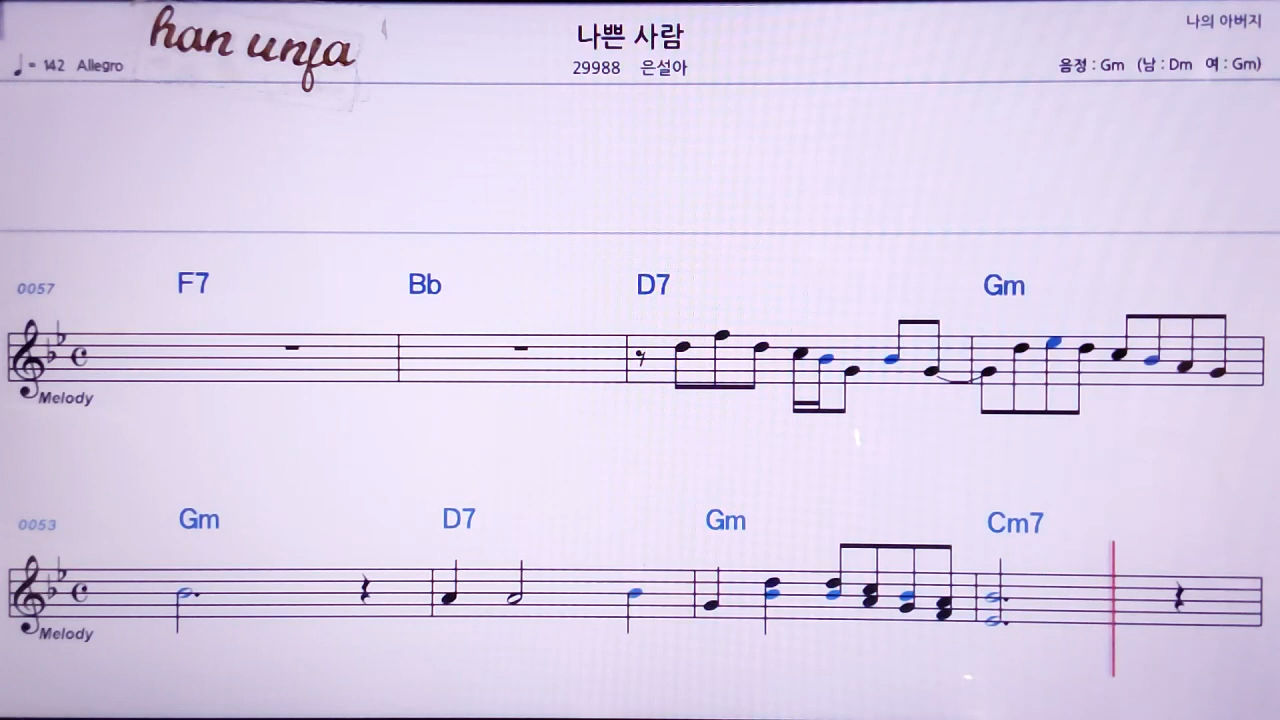 han unfa
나쁜 사람
나의 아버지
♩ = 142 Allegro
29988 은설아
음정 : Gm (남 : Dm 여 : Gm)
0057 F7 Bb D7 Gm
Melody
0053 Gm D7 Gm Cm7
Melody